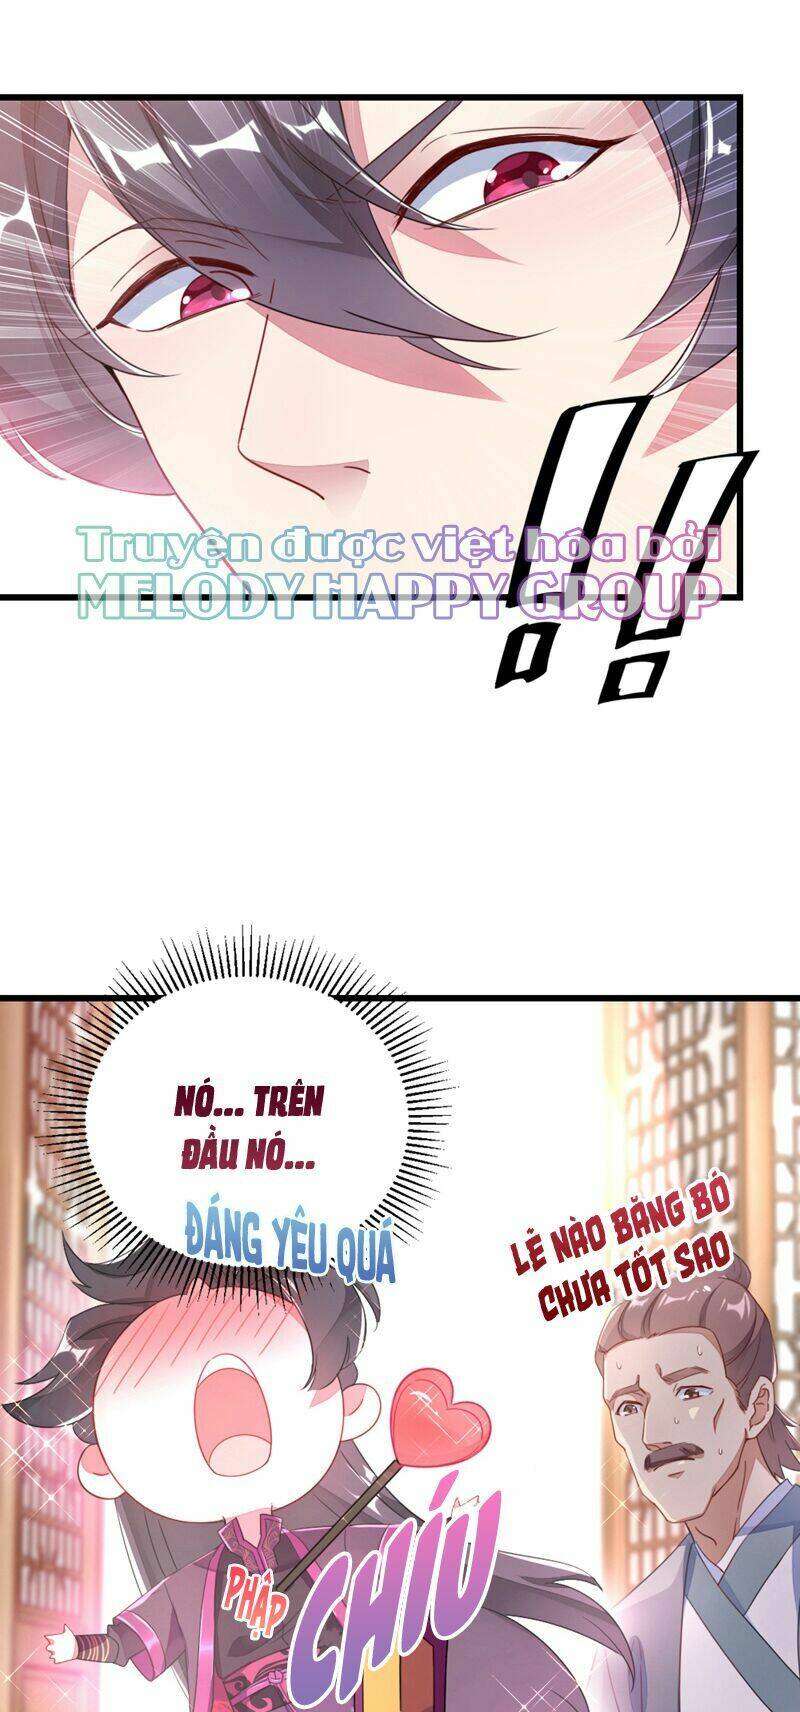 Truyện được việt hóa bởi
MELODY HAPPY GROUP
NÓ... TRÊN
ĐẦU NÓ...
ĐÁNG YÊU QUÁ
LẼ NÀO BĂNG BÓ
CHƯA TỐT SAO
PHẬP
CHÍU